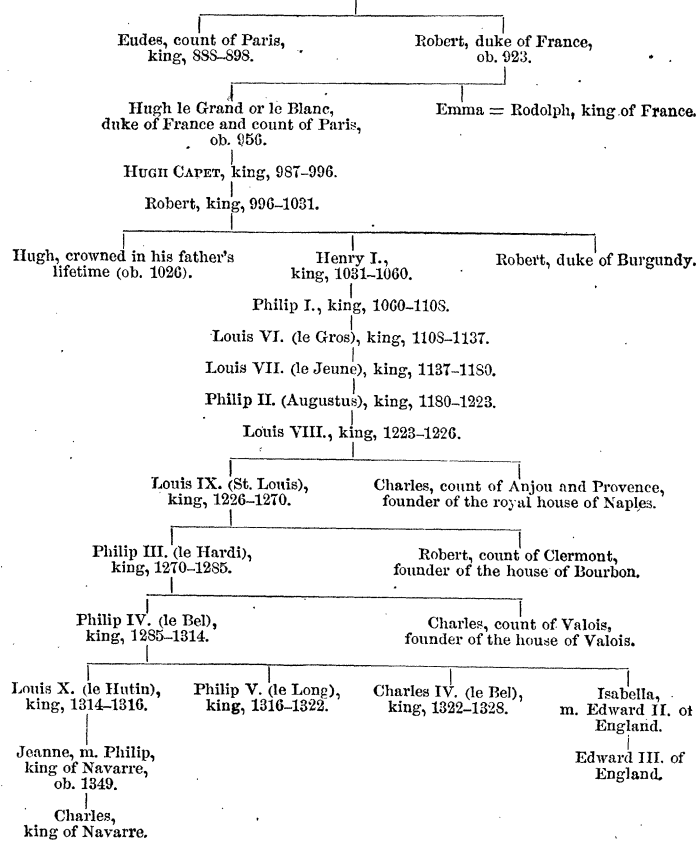 Eudes, count of Paris,
king, 888–898.
Robert, duke of France,
ob. 923.
Hugh le Grand or le Blanc,
duke of France and count of Paris,
ob. 956.
Emma = Rodolph, king of France.
HUGH CAPET, king, 987–996.
Robert, king, 996–1031.
Hugh, crowned in his father's
lifetime (ob. 1026).
Henry I.,
king, 1031–1060.
Robert, duke of Burgundy.
Philip I., king, 1060–1108.
Louis VI. (le Gros), king, 1108–1137.
Louis VII. (le Jeune), king, 1137–1180.
Philip II. (Augustus), king, 1180–1223.
Louis VIII., king, 1223–1226.
Louis IX. (St. Louis),
king, 1226–1270.
Charles, count of Anjou and Provence,
founder of the royal house of Naples.
Philip III. (le Hardi),
king, 1270–1285.
Robert, count of Clermont,
founder of the house of Bourbon.
Philip IV. (le Bel),
king, 1285–1314.
Charles, count of Valois,
founder of the house of Valois.
Louis X. (le Hutin),
king, 1314–1316.
Philip V. (le Long),
king, 1316–1322.
Charles IV. (le Bel),
king, 1322–1328.
Isabella,
m. Edward II. of
England.
Jeanne, m. Philip,
king of Navarre,
ob. 1349.
Edward III. of
England.
Charles,
king of Navarre.